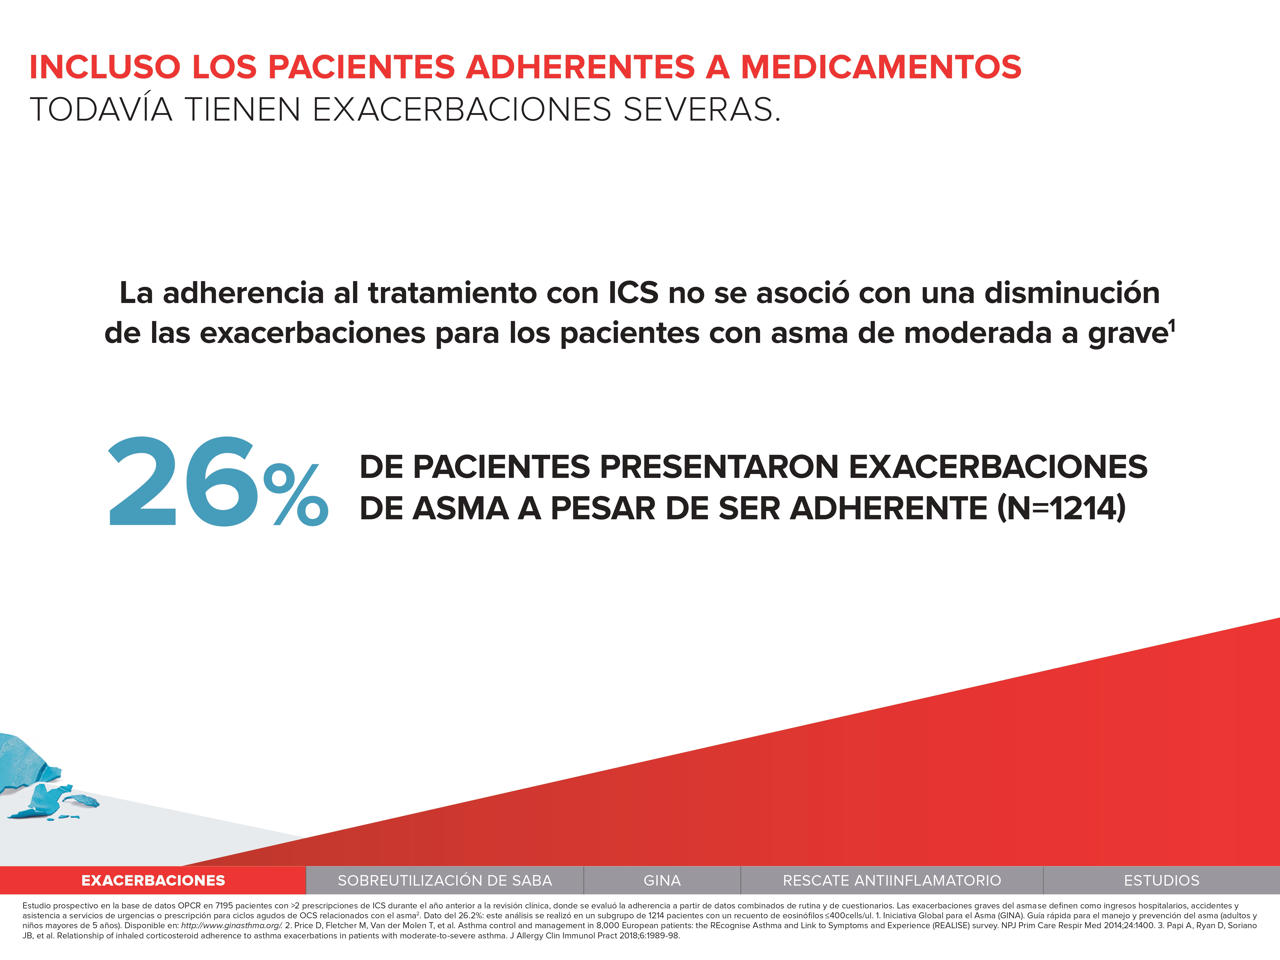 INCLUSO LOS PACIENTES ADHERENTES A MEDICAMENTOS
TODAVÍA TIENEN EXACERBACIONES SEVERAS.
La adherencia al tratamiento con ICS no se asoció con una disminución
de las exacerbaciones para los pacientes con asma de moderada a grave¹
26%
DE PACIENTES PRESENTARON EXACERBACIONES
DE ASMA A PESAR DE SER ADHERENTE (N=1214)
EXACERBACIONES
SOBREUTILIZACIÓN DE SABA
GINA
RESCATE ANTIINFLAMATORIO
ESTUDIOS
Estudio prospectivo en la base de datos OPCR en 7195 pacientes con >2 prescripciones de ICS durante el año anterior a la revisión clínica, donde se evaluó la adherencia a partir de datos combinados de rutina y de cuestionarios. Las exacerbaciones graves del asma se definen como ingresos hospitalarios, accidentes y
asistencia a servicios de urgencias o prescripción para ciclos agudos de OCS relacionados con el asma². Dato del 26.2%: este análisis se realizó en un subgrupo de 1214 pacientes con un recuento de eosinófilos ≤400cells/ul. 1. Iniciativa Global para el Asma (GINA). Guía rápida para el manejo y prevención del asma (adultos y
niños mayores de 5 años). Disponible en: http://www.ginasthma.org/. 2. Price D, Fletcher M, Van der Molen T, et al. Asthma control and management in 8,000 European patients: the REcognise Asthma and Link to Symptoms and Experience (REALISE) survey. NPJ Prim Care Respir Med 2014;24:1400. 3. Papi A, Ryan D, Soriano
JB, et al. Relationship of inhaled corticosteroid adherence to asthma exacerbations in patients with moderate-to-severe asthma. J Allergy Clin Immunol Pract 2018;6:1989-98.